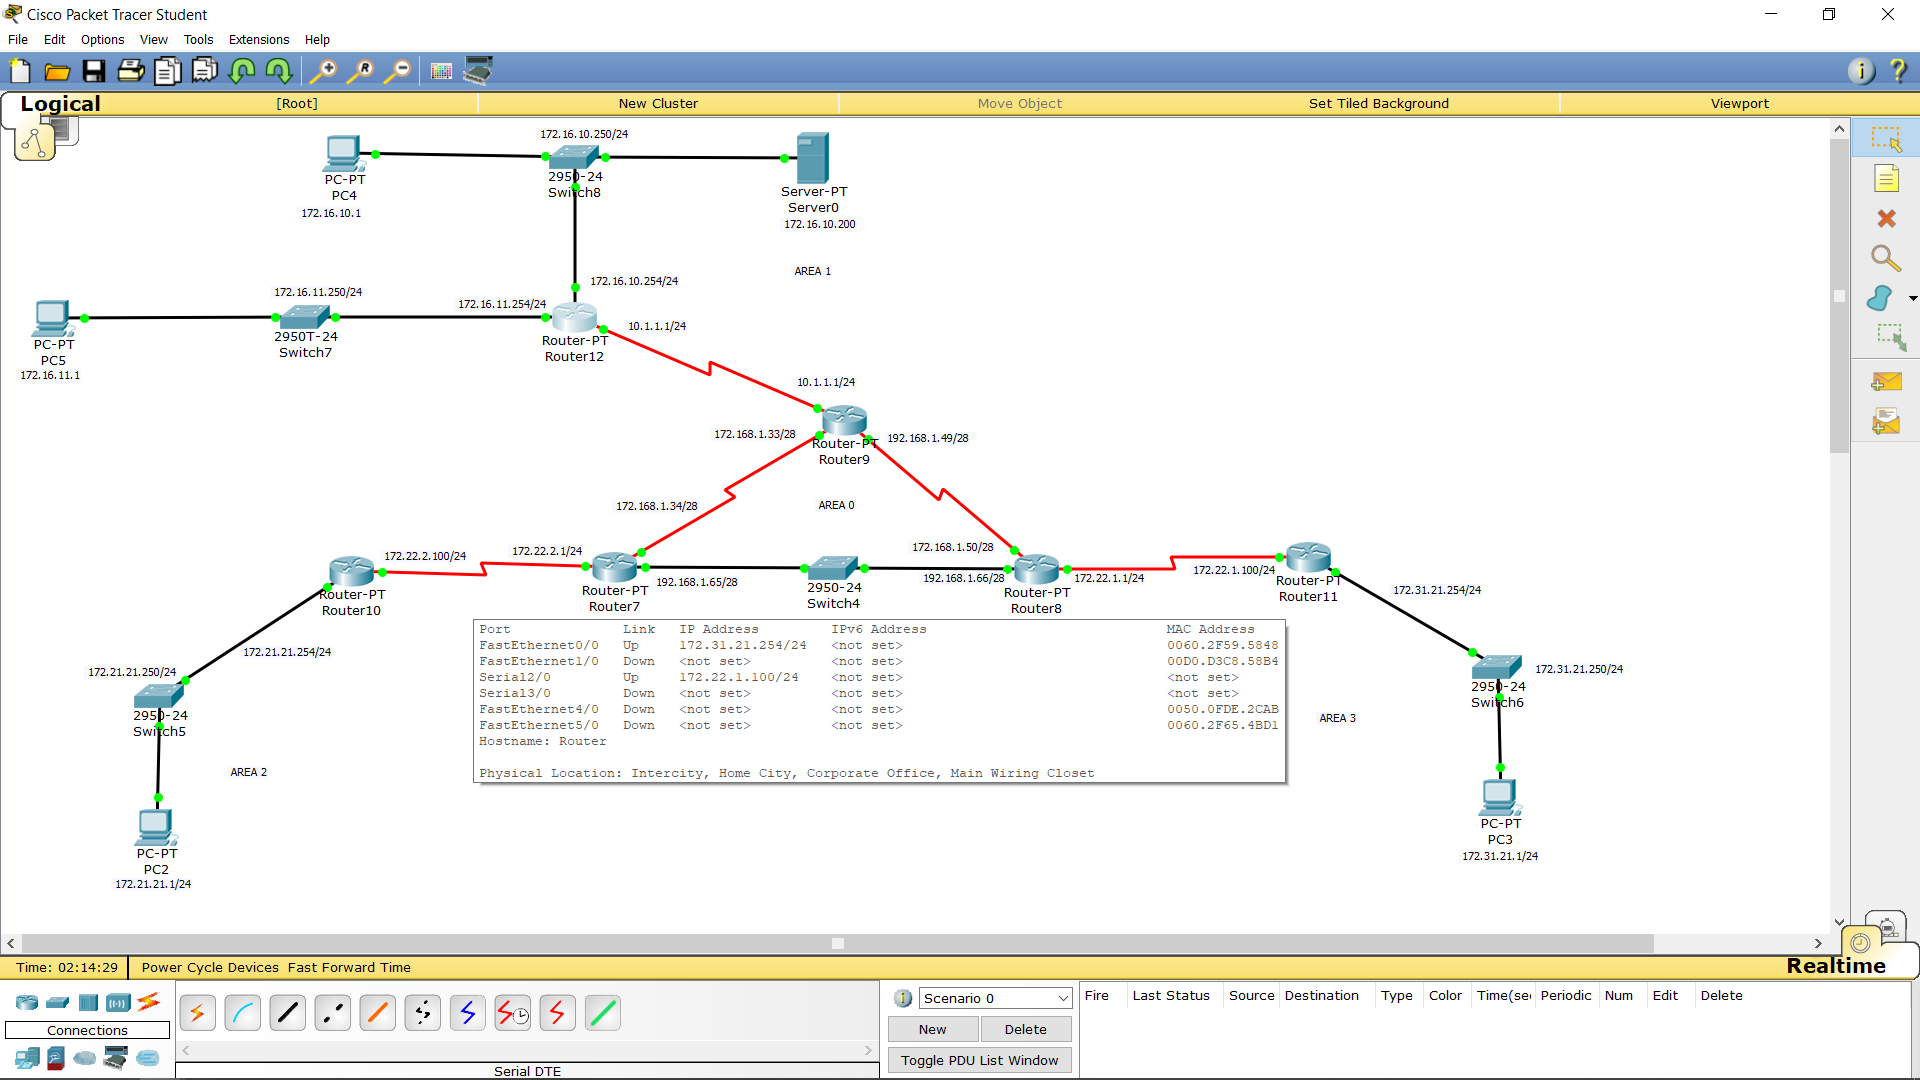 Cisco Packet Tracer Student
File Edit Options View Tools Extensions Help
Logical [Root] New Cluster Move Object Set Tiled Background Viewport
172.16.10.250/24
PC-PT
PC4
172.16.10.1
2950-24
Switch8
Server-PT
Server0
172.16.10.200
AREA 1
172.16.10.254/24
172.16.11.250/24
172.16.11.254/24
PC-PT
PC5
172.16.11.1
2950T-24
Switch7
Router-PT
Router12
10.1.1.1/24
10.1.1.1/24
172.168.1.33/28
192.168.1.49/28
Router-PT
Router9
172.168.1.34/28
AREA 0
172.168.1.50/28
172.22.2.100/24
172.22.2.1/24
Router-PT
Router10
Router-PT
Router7
192.168.1.65/28
2950-24
Switch4
192.168.1.66/28
Router-PT
Router8
172.22.1.1/24
172.22.1.100/24
Router-PT
Router11
172.31.21.254/24
172.21.21.254/24
172.21.21.250/24
2950-24
Switch5
AREA 2
PC-PT
PC2
172.21.21.1/24
Port Link IP Address IPv6 Address MAC Address
FastEthernet0/0 Up 172.31.21.254/24 <not set> 0060.2F59.5848
FastEthernet1/0 Down <not set> <not set> 00D0.D3C8.58B4
Serial2/0 Up 172.22.1.100/24 <not set> <not set>
Serial3/0 Down <not set> <not set> <not set>
FastEthernet4/0 Down <not set> <not set> 0050.0FDE.2CAB
FastEthernet5/0 Down <not set> <not set> 0060.2F65.4BD1
Hostname: Router
Physical Location: Intercity, Home City, Corporate Office, Main Wiring Closet
172.31.21.250/24
2950-24
Switch6
AREA 3
PC-PT
PC3
172.31.21.1/24
Time: 02:14:29 Power Cycle Devices Fast Forward Time
Realtime
Connections
Serial DTE
Scenario 0
New Delete
Toggle PDU List Window
Fire Last Status Source Destination Type Color Time(sec Periodic Num Edit Delete